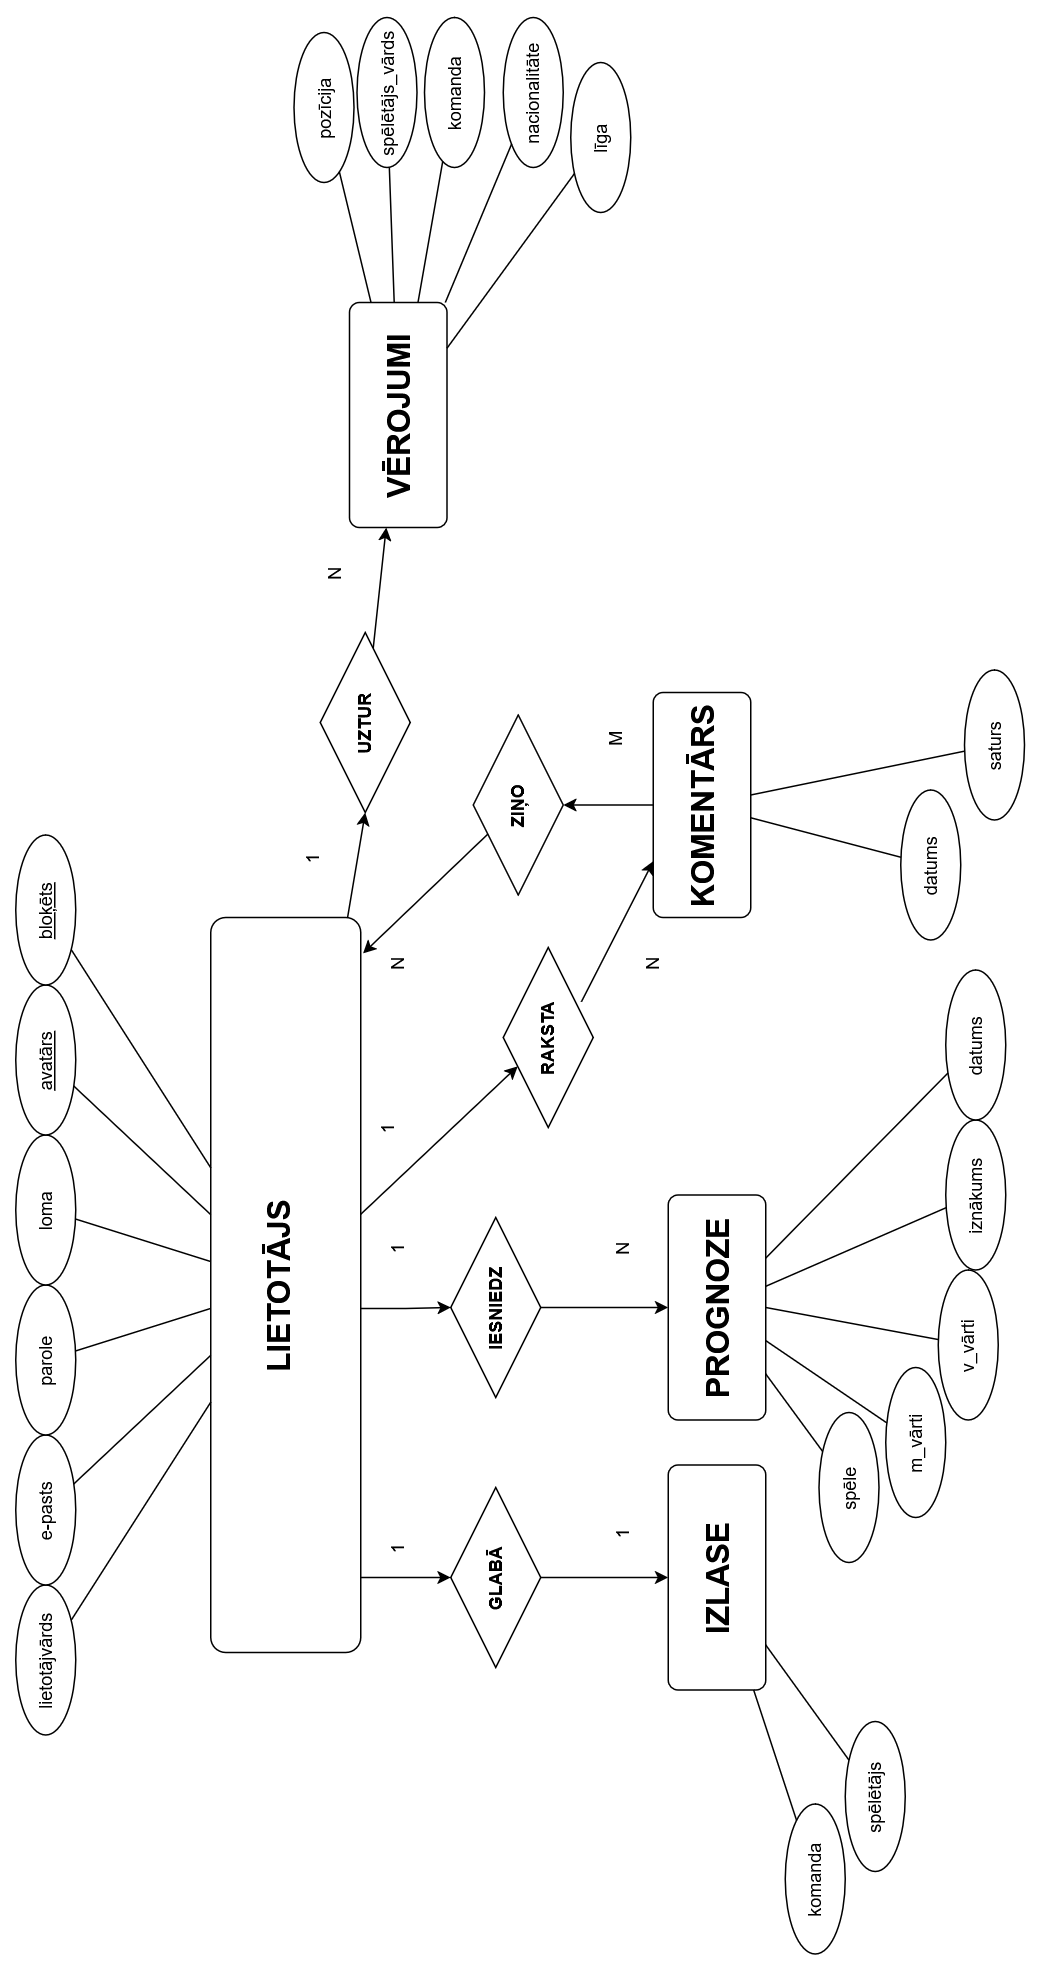 lietotājvārds
e-pasts
parole
loma
avatārs
bloķēts
LIETOTĀJS
1
1
1
N
1
N
GLABĀ
IESNIEDZ
RAKSTA
ZIŅO
UZTUR
VĒROJUMI
pozīcija
spēlētājs_vārds
komanda
nacionalitāte
līga
1
N
N
M
IZLASE
PROGNOZE
KOMENTĀRS
komanda
spēlētājs
spēle
m_vārti
v_vārti
iznākums
datums
datums
saturs